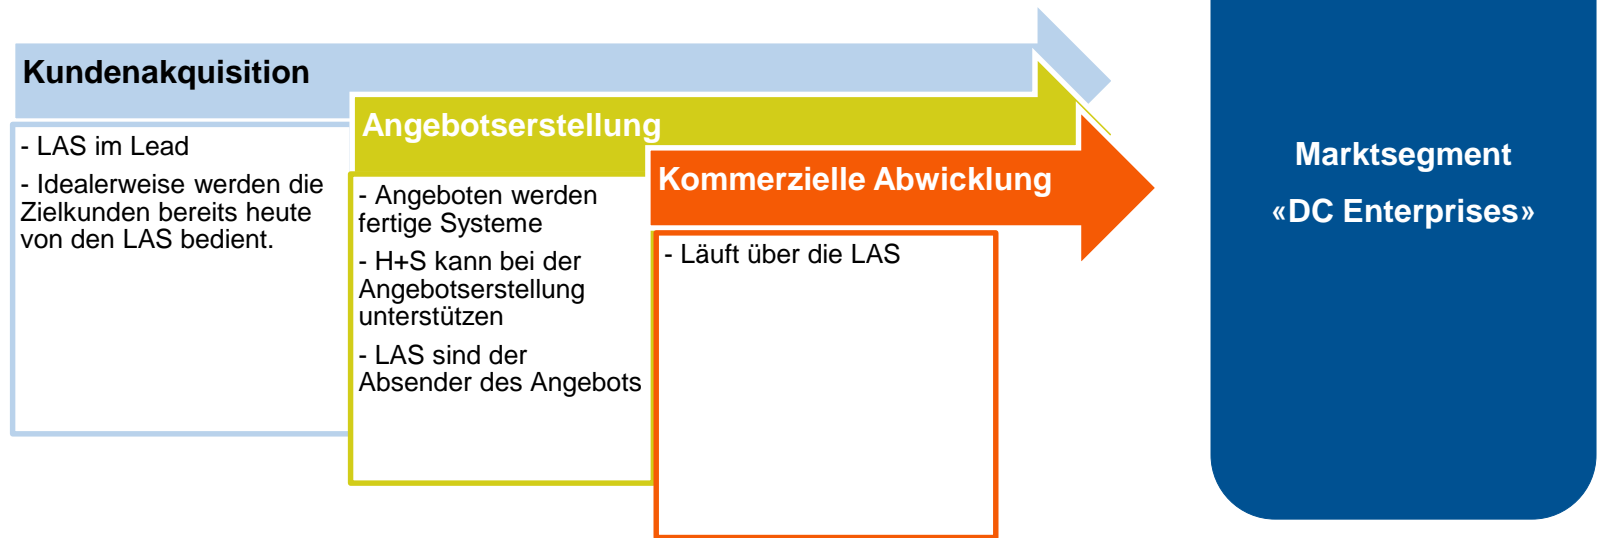 Kundenakquisition
- LAS im Lead
- Idealerweise werden die
Zielkunden bereits heute
von den LAS bedient.
Angebotserstellung
- Angeboten werden
fertige Systeme
- H+S kann bei der
Angebotserstellung
unterstützen
- LAS sind der
Absender des Angebots
Kommerzielle Abwicklung
- Läuft über die LAS
Marktsegment
«DC Enterprises»